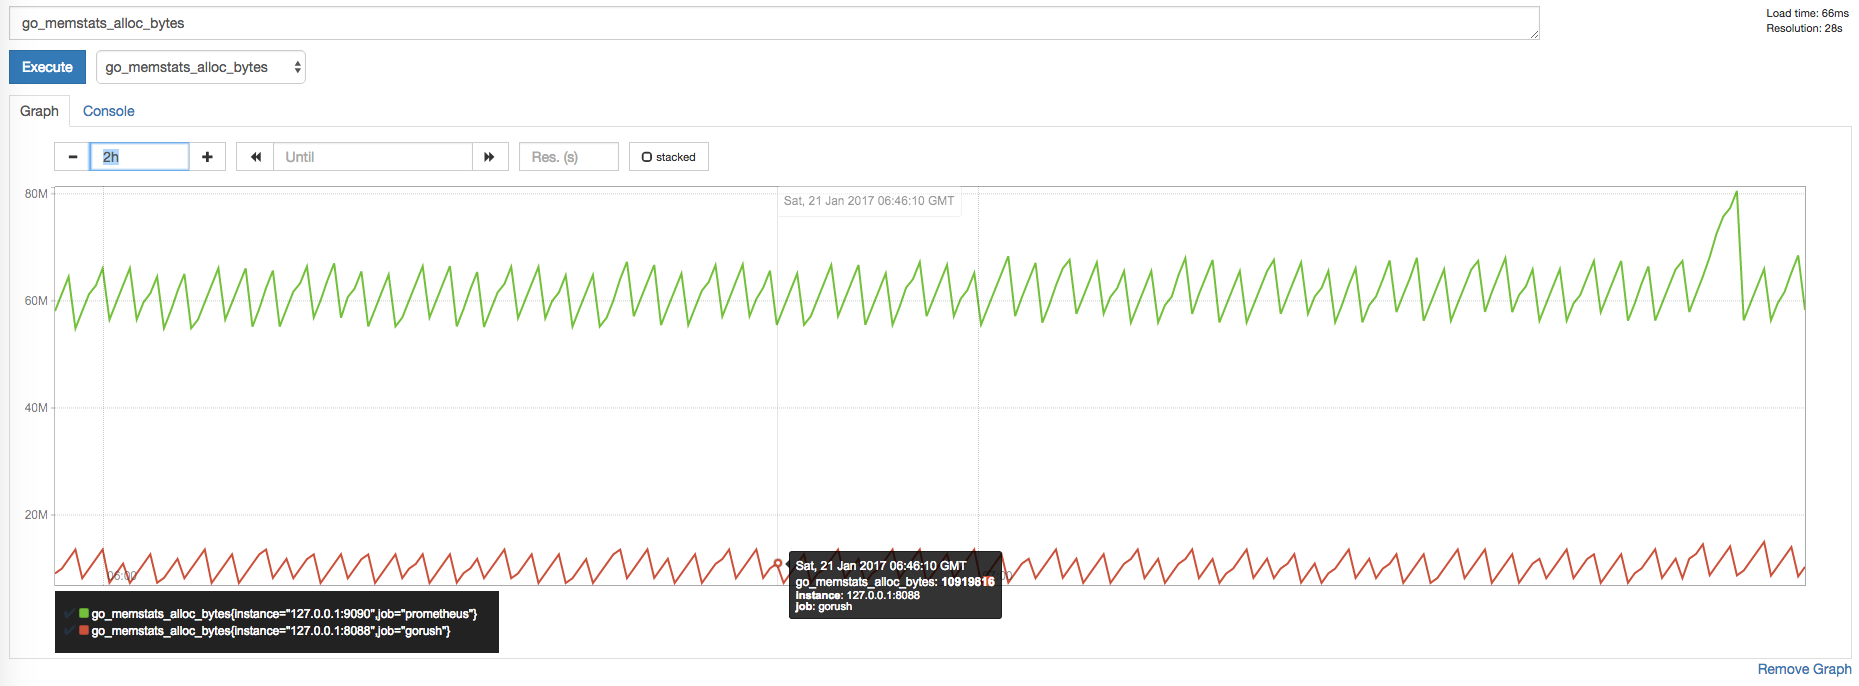 go_memstats_alloc_bytes
Load time: 66ms
Resolution: 28s
Execute
go_memstats_alloc_bytes
Graph
Console
2h
Until
Res. (s)
stacked
80M
Sat, 21 Jan 2017 06:46:10 GMT
60M
40M
20M
Sat, 21 Jan 2017 06:46:10 GMT
go_memstats_alloc_bytes: 10919816
instance: 127.0.0.1:8088
job: gorush
go_memstats_alloc_bytes{instance="127.0.0.1:9090",job="prometheus"}
go_memstats_alloc_bytes{instance="127.0.0.1:8088",job="gorush"}
Remove Graph